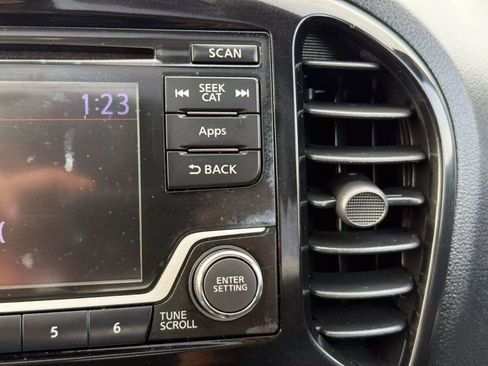 SCAN
1:23
SEEK
CAT
Apps
BACK
ENTER
SETTING
TUNE
SCROLL
5
6